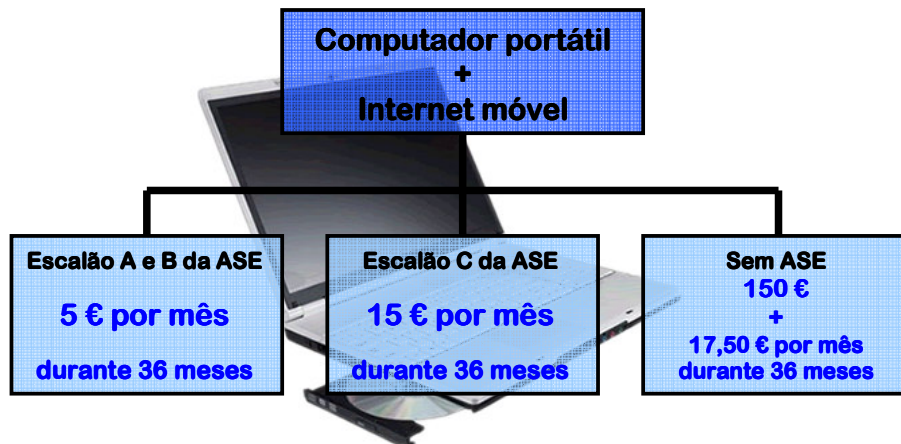 Computador portátil
+
Internet móvel
Escalão A e B da ASE
5 € por mês
durante 36 meses
Escalão C da ASE
15 € por mês
durante 36 meses
Sem ASE
150 €
+
17,50 € por mês
durante 36 meses